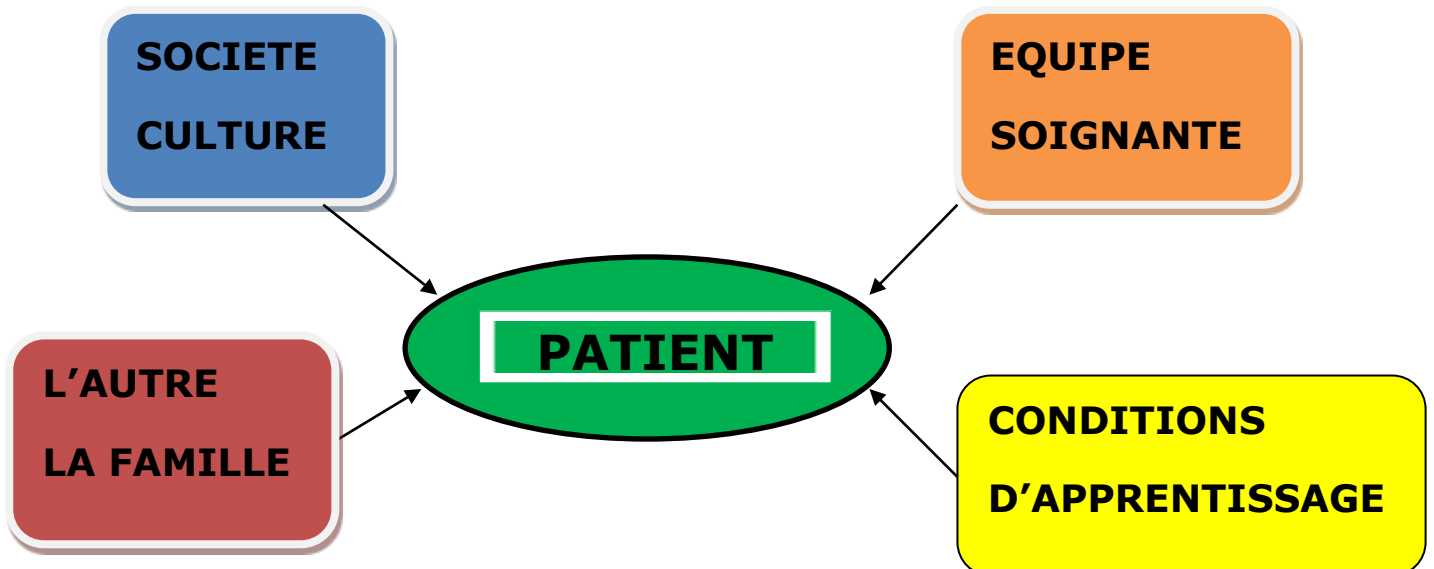 SOCIETE
CULTURE
EQUIPE
SOIGNANTE
PATIENT
L’AUTRE
LA FAMILLE
CONDITIONS
D’APPRENTISSAGE